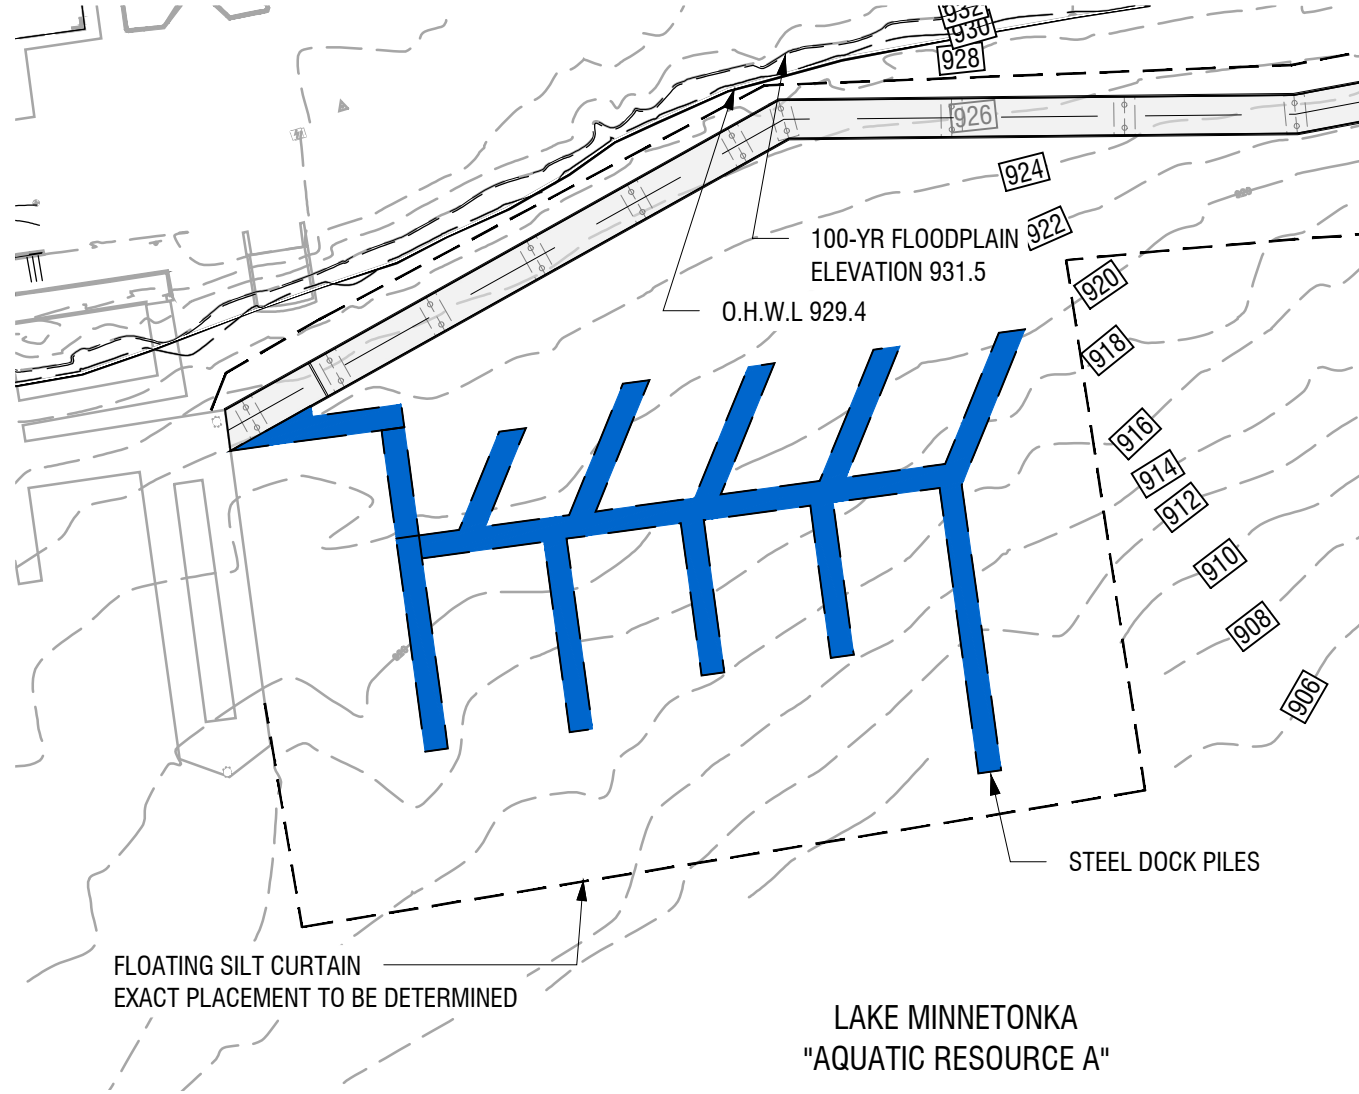 932
930
928
926
924
922
100-YR FLOODPLAIN
ELEVATION 931.5
920
O.H.W.L 929.4
918
916
914
912
910
908
906
STEEL DOCK PILES
FLOATING SILT CURTAIN
EXACT PLACEMENT TO BE DETERMINED
LAKE MINNETONKA
"AQUATIC RESOURCE A"